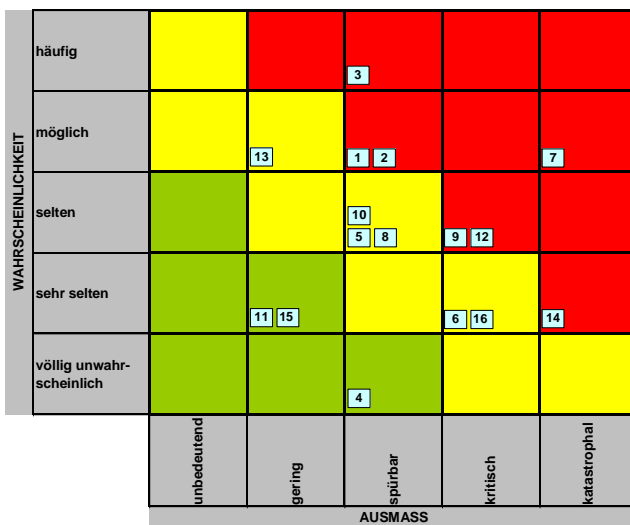 WAHRSCHEINLICHKEIT
häufig
3
möglich
13
1 2
7
selten
10
5 8
9 12
sehr selten
11 15
6 16
14
völlig unwahr-
scheinlich
4
unbedeutend
gering
spürbar
kritisch
katastrophal
AUSMASS